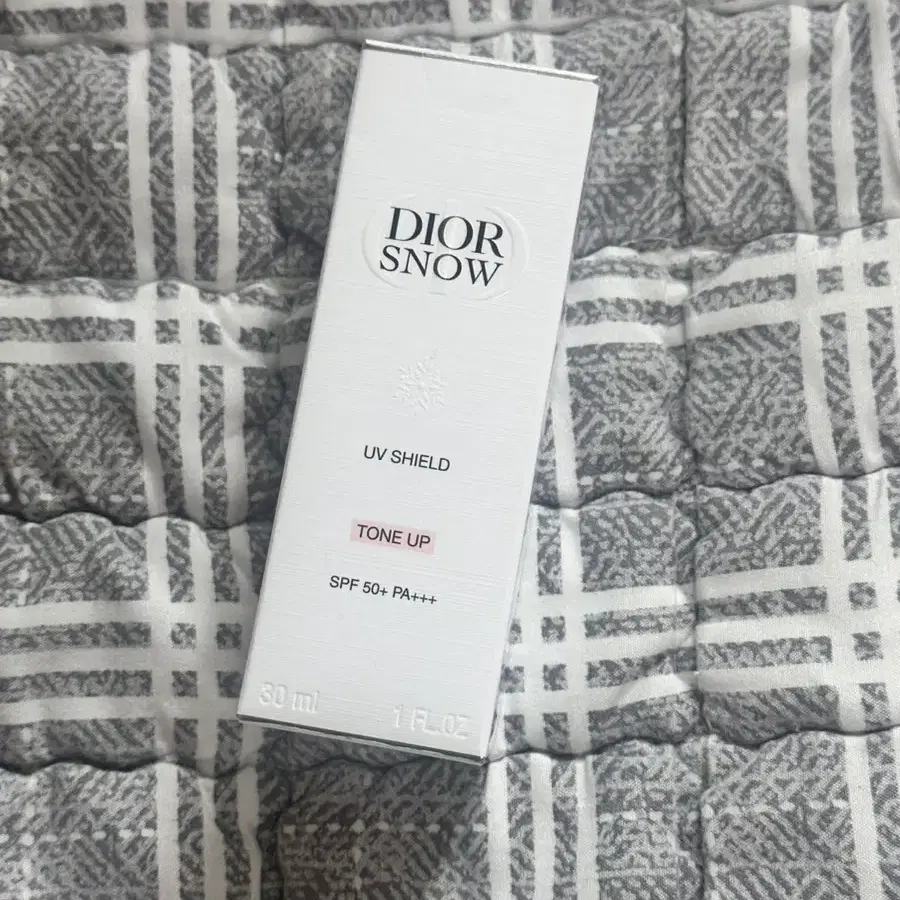 DIOR
SNOW
UV SHIELD
TONE UP
SPF 50+ PA+++
30 ml 1 FL.OZ